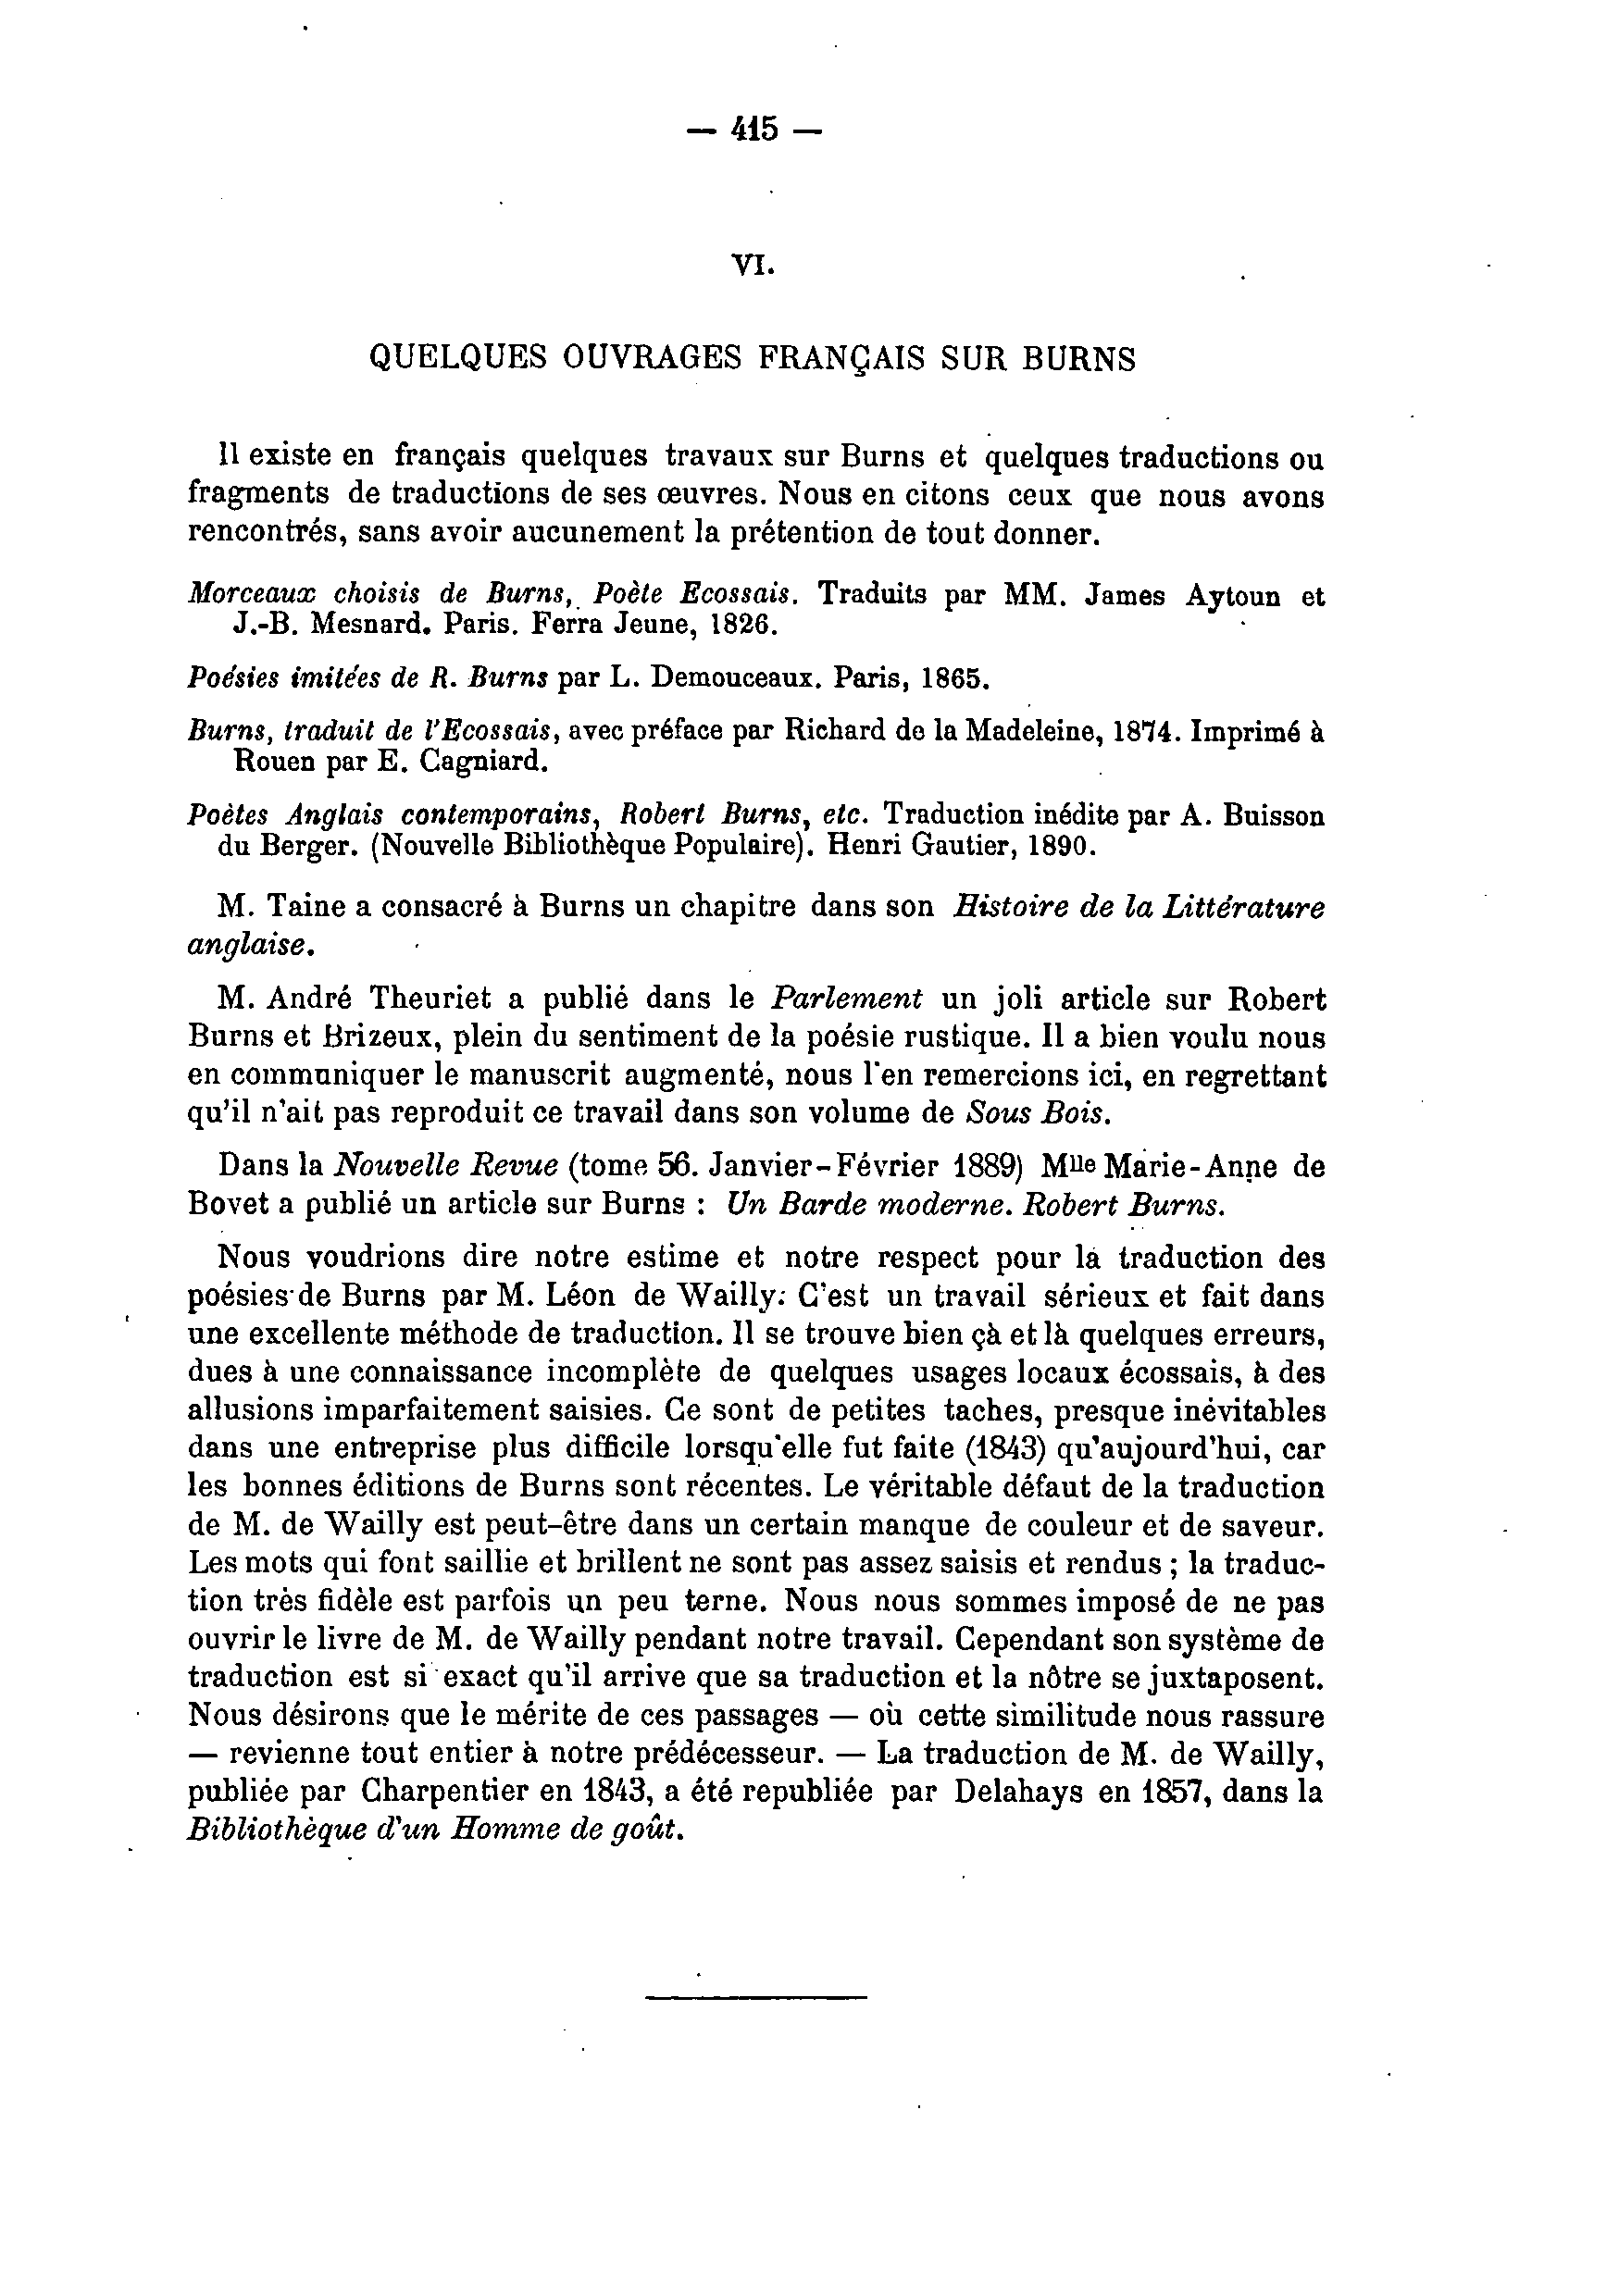 — 415 —
VI.
QUELQUES OUVRAGES FRANÇAIS SUR BURNS
Il existe en français quelques travaux sur Burns et quelques traductions ou
fragments de traductions de ses œuvres. Nous en citons ceux que nous avons
rencontrés, sans avoir aucunement la prétention de tout donner.
Morceaux choisis de Burns, Poète Ecossais. Traduits par MM. James Aytoun et
J.-B. Mesnard. Paris. Ferra Jeune, 1826.
Poésies imitées de R. Burns par L. Demouceaux. Paris, 1865.
Burns, traduit de l'Ecossais, avec préface par Richard de la Madeleine, 1874. Imprimé à
Rouen par E. Cagniard.
Poètes Anglais contemporains, Robert Burns, etc. Traduction inédite par A. Buisson
du Berger. (Nouvelle Bibliothèque Populaire). Henri Gautier, 1890.
M. Taine a consacré à Burns un chapitre dans son Histoire de la Littérature
anglaise.
M. André Theuriet a publié dans le Parlement un joli article sur Robert
Burns et Brizeux, plein du sentiment de la poésie rustique. Il a bien voulu nous
en communiquer le manuscrit augmenté, nous l'en remercions ici, en regrettant
qu'il n'ait pas reproduit ce travail dans son volume de Sous Bois.
Dans la Nouvelle Revue (tome 56. Janvier-Février 1889) Mlle Marie-Anne de
Bovet a publié un article sur Burns : Un Barde moderne. Robert Burns.
Nous voudrions dire notre estime et notre respect pour la traduction des
poésies de Burns par M. Léon de Wailly. C'est un travail sérieux et fait dans
une excellente méthode de traduction. Il se trouve bien çà et là quelques erreurs,
dues à une connaissance incomplète de quelques usages locaux écossais, à des
allusions imparfaitement saisies. Ce sont de petites taches, presque inévitables
dans une entreprise plus difficile lorsqu'elle fut faite (1843) qu'aujourd'hui, car
les bonnes éditions de Burns sont récentes. Le véritable défaut de la traduction
de M. de Wailly est peut-être dans un certain manque de couleur et de saveur.
Les mots qui font saillie et brillent ne sont pas assez saisis et rendus ; la traduc-
tion très fidèle est parfois un peu terne. Nous nous sommes imposé de ne pas
ouvrir le livre de M. de Wailly pendant notre travail. Cependant son système de
traduction est si exact qu'il arrive que sa traduction et la nôtre se juxtaposent.
Nous désirons que le mérite de ces passages — où cette similitude nous rassure
— revienne tout entier à notre prédécesseur. — La traduction de M. de Wailly,
publiée par Charpentier en 1843, a été republiée par Delahays en 1857, dans la
Bibliothèque d'un Homme de goût.